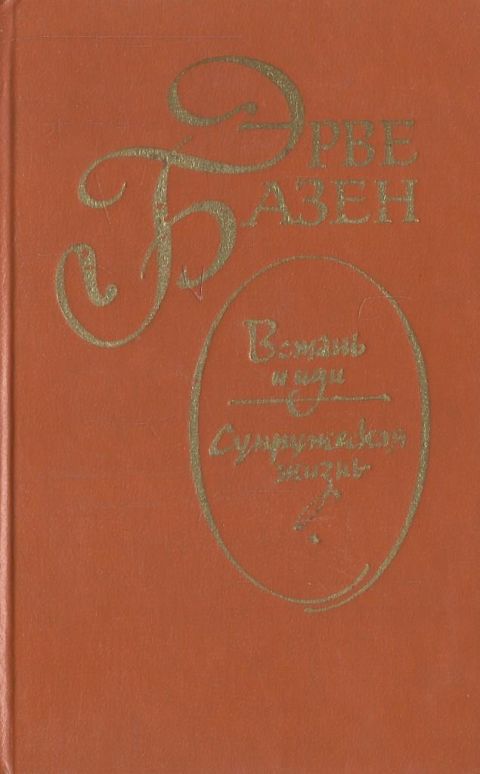 ЭРВЕ
БАЗЕН
Встань
и иди
Супружеская
жизнь